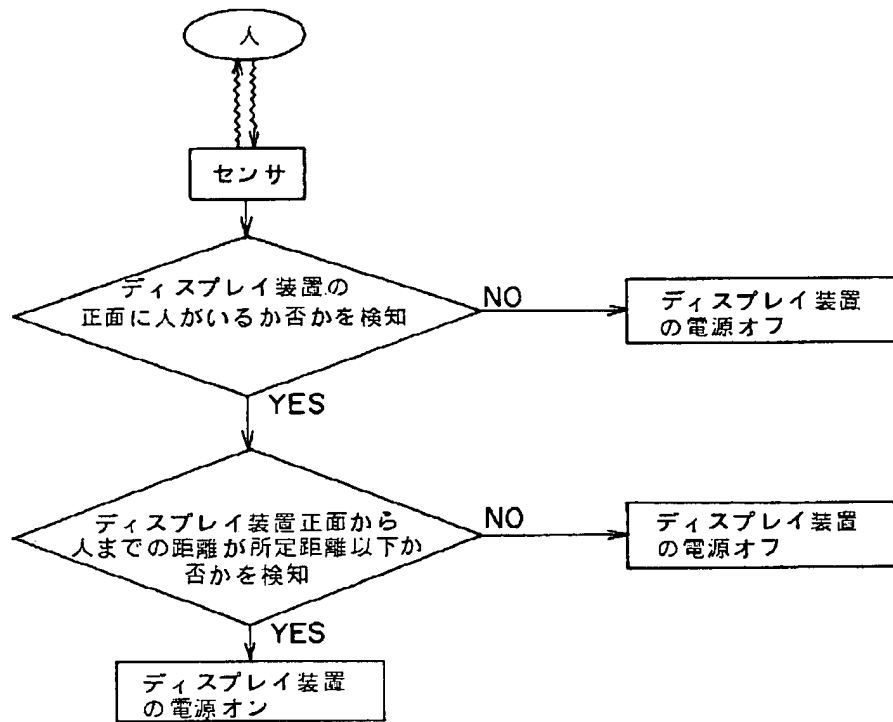 人
センサ
ディスプレイ装置の
正面に人がいるか否かを検知
NO
ディスプレイ装置
の電源オフ
YES
ディスプレイ装置正面から
人までの距離が所定距離以下か
否かを検知
NO
ディスプレイ装置
の電源オフ
YES
ディスプレイ装置
の電源オン